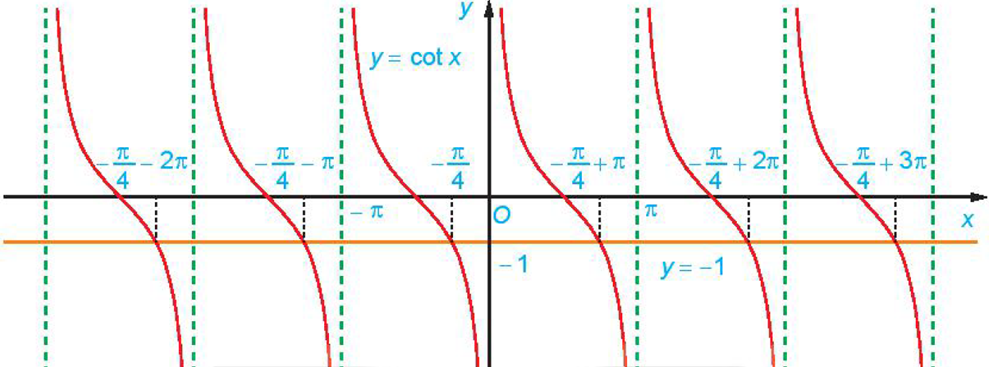 y
y = cot x
-π/4 - 2π
-π/4 - π
-π/4
-π/4 + π
-π/4 + 2π
-π/4 + 3π
- π
O
π
x
- 1
y = -1